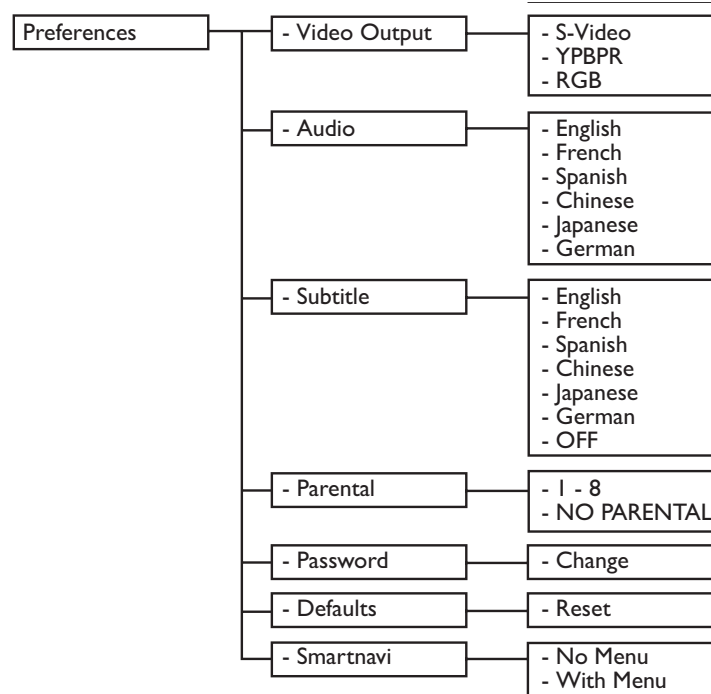 Preferences
- Video Output
- S-Video
- YPBPR
- RGB
- Audio
- English
- French
- Spanish
- Chinese
- Japanese
- German
- Subtitle
- English
- French
- Spanish
- Chinese
- Japanese
- German
- OFF
- Parental
- 1 - 8
- NO PARENTAL
- Password
- Change
- Defaults
- Reset
- Smartnavi
- No Menu
- With Menu